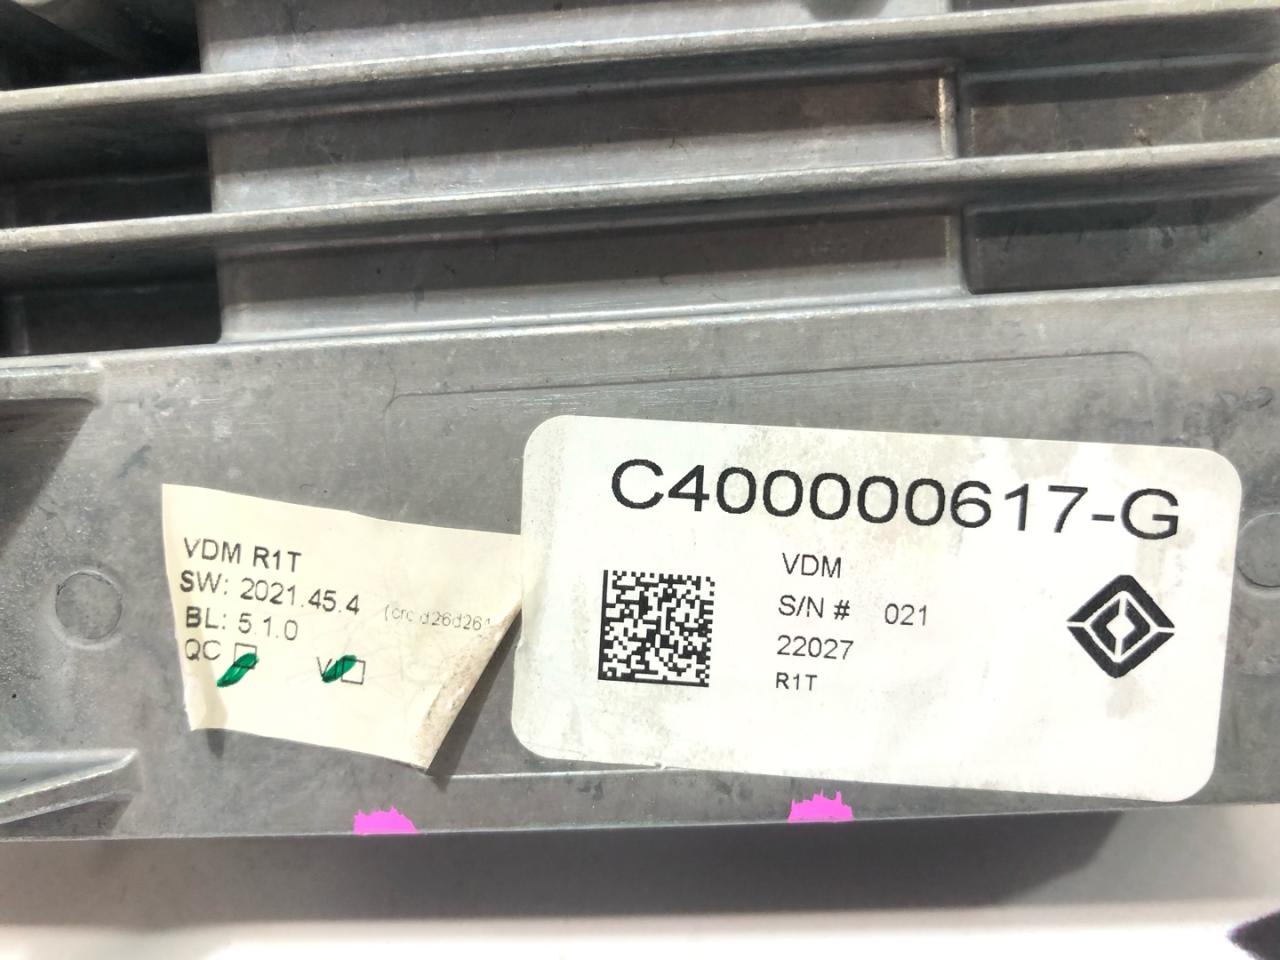 C400000617-G
VDM
S/N # 021
22027
R1T
VDM R1T
SW: 2021.45.4
BL: 5.1.0
QC